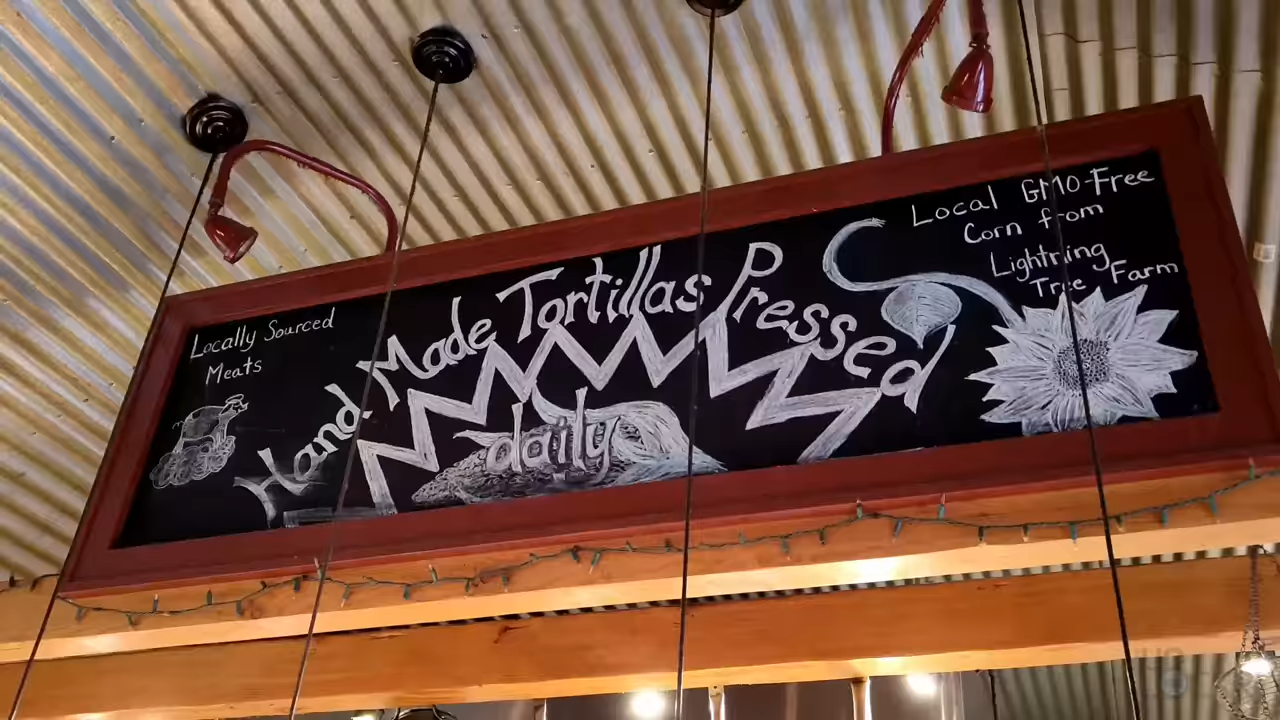 Locally Sourced
Meats
Hand Made Tortillas Pressed
daily
Local GMO-Free
Corn from
Lightning
Tree Farm